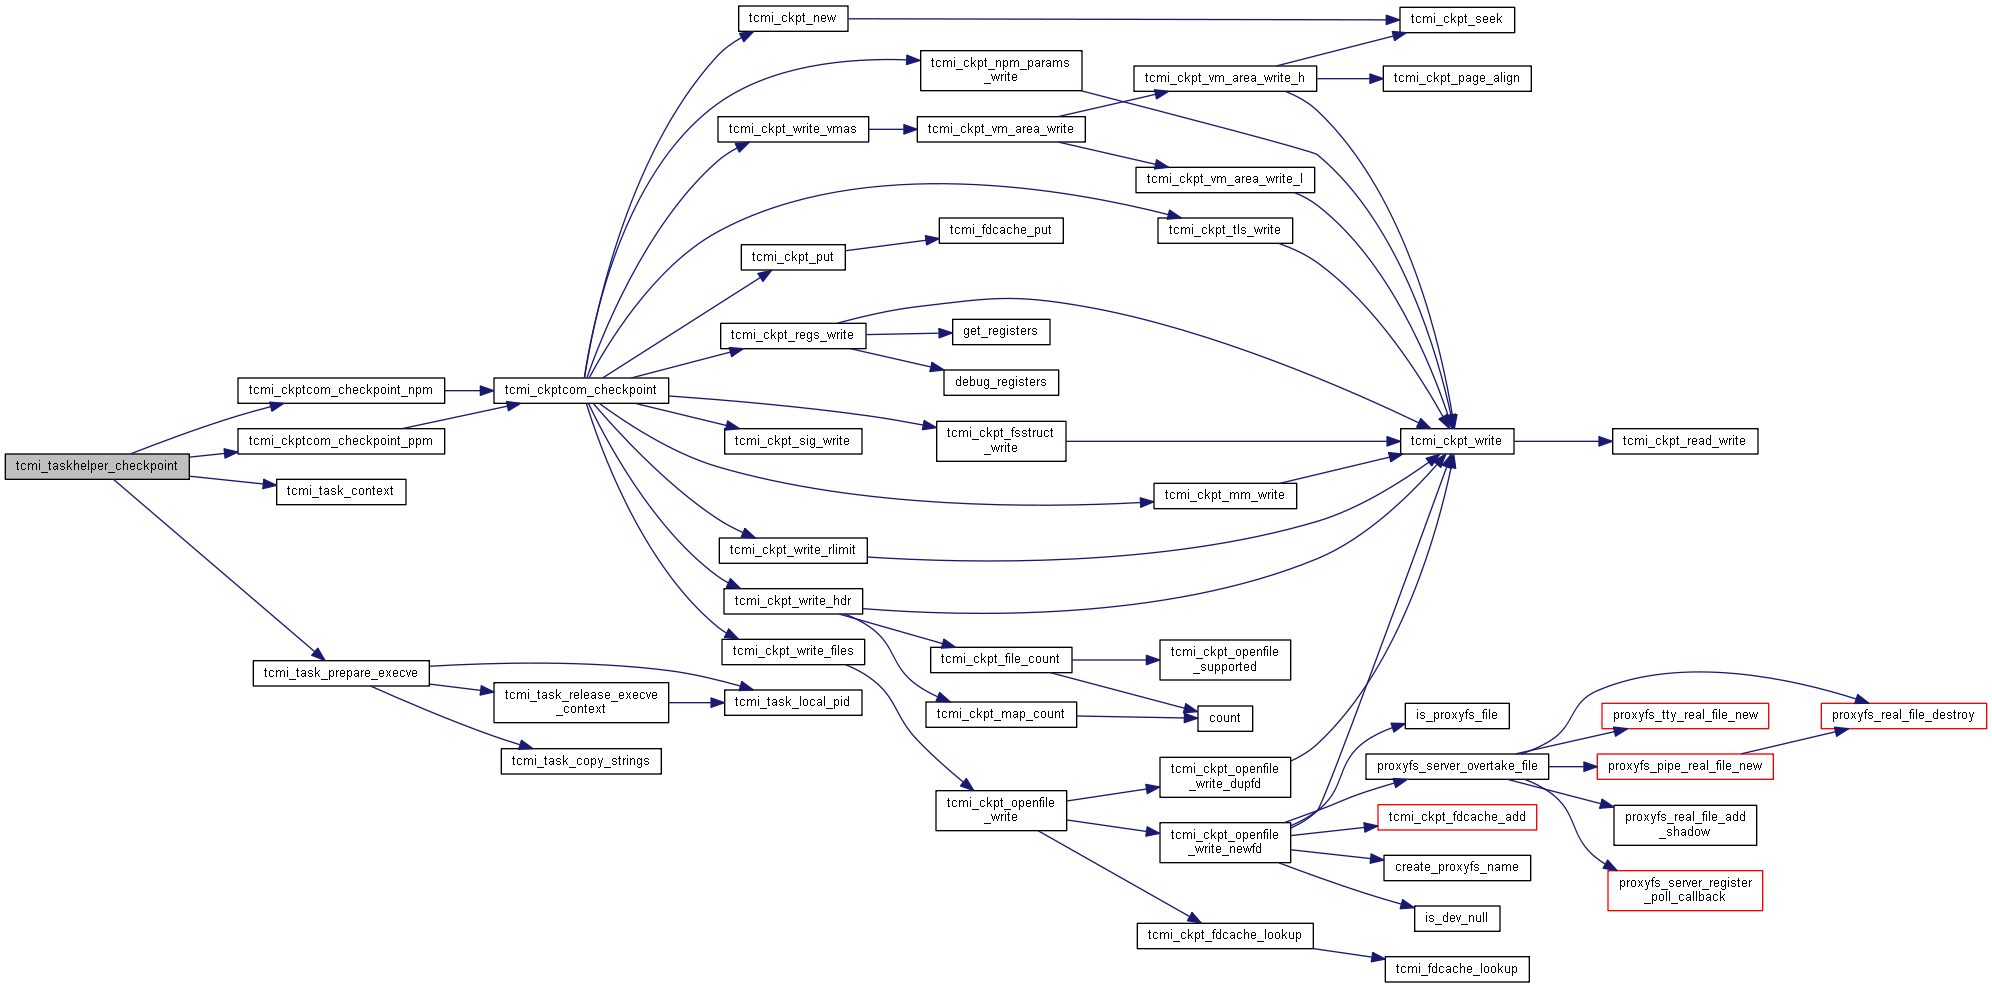 tcmi_ckpt_new
tcmi_ckpt_seek
tcmi_ckpt_npm_params
_write
tcmi_ckpt_vm_area_write_h
tcmi_ckpt_page_align
tcmi_ckpt_write_vmas
tcmi_ckpt_vm_area_write
tcmi_ckpt_vm_area_write_l
tcmi_ckpt_tls_write
tcmi_fdcache_put
tcmi_ckpt_put
tcmi_ckpt_regs_write
get_registers
debug_registers
tcmi_ckptcom_checkpoint_npm
tcmi_ckptcom_checkpoint
tcmi_ckptcom_checkpoint_ppm
tcmi_ckpt_sig_write
tcmi_ckpt_fsstruct
_write
tcmi_ckpt_write
tcmi_ckpt_read_write
tcmi_taskhelper_checkpoint
tcmi_task_context
tcmi_ckpt_mm_write
tcmi_ckpt_write_rlimit
tcmi_ckpt_write_hdr
tcmi_ckpt_write_files
tcmi_ckpt_file_count
tcmi_ckpt_openfile
_supported
tcmi_task_prepare_execve
tcmi_task_release_execve
_context
tcmi_task_local_pid
tcmi_ckpt_map_count
count
is_proxyfs_file
proxyfs_tty_real_file_new
proxyfs_real_file_destroy
tcmi_task_copy_strings
tcmi_ckpt_openfile
_write_dupfd
proxyfs_server_overtake_file
proxyfs_pipe_real_file_new
tcmi_ckpt_openfile
_write
tcmi_ckpt_fdcache_add
proxyfs_real_file_add
_shadow
tcmi_ckpt_openfile
_write_newfd
create_proxyfs_name
proxyfs_server_register
_poll_callback
is_dev_null
tcmi_ckpt_fdcache_lookup
tcmi_fdcache_lookup